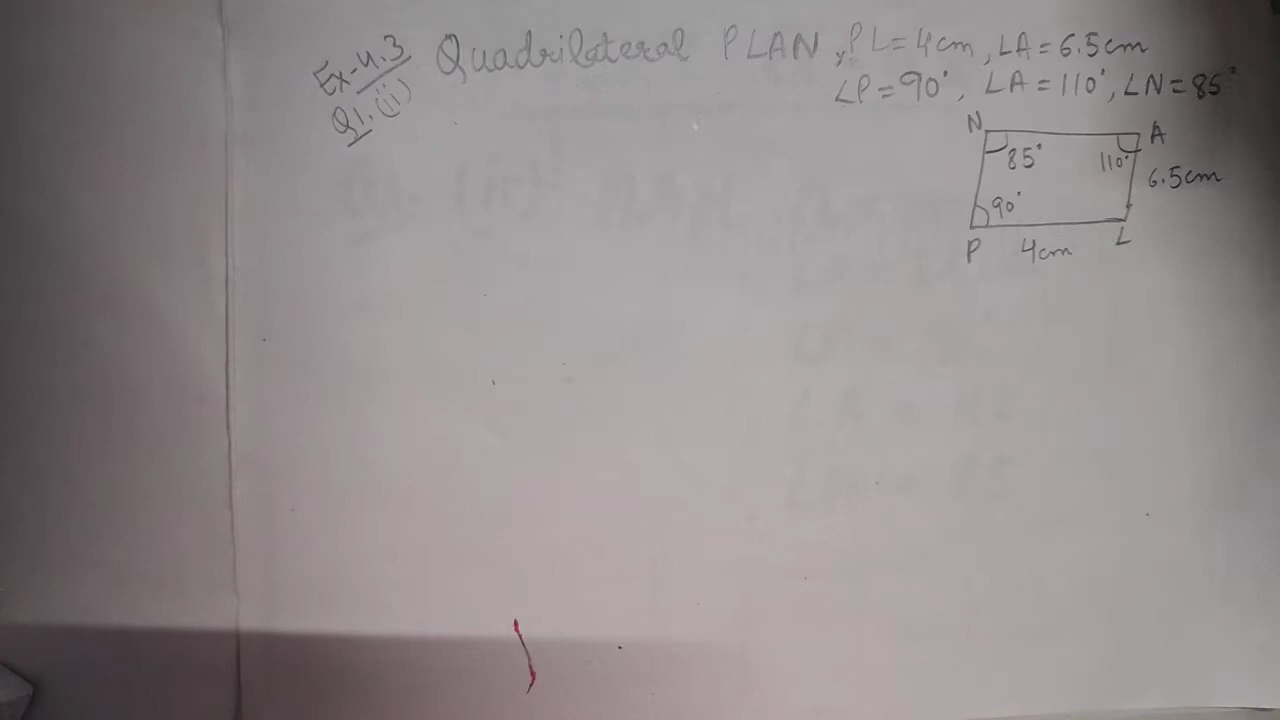 Ex-4.3
Q1.(ii)
Quadrilateral PLAN, PL=4cm, LA=6.5cm
∠P=90°, ∠A=110°, ∠N=85°
N A
85° 110°
6.5cm
90°
P 4cm L